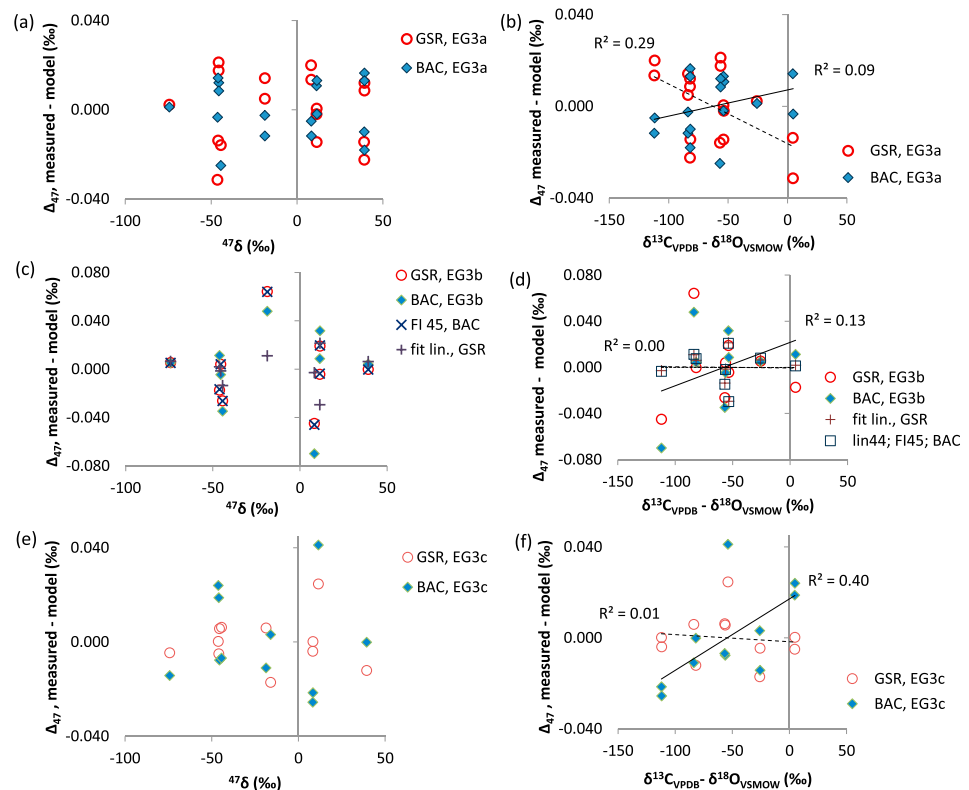 (a)
Δ47, measured - model (‰)
0.040
0.000
-0.040
-100
-50
0
50
47δ (‰)
GSR, EG3a
BAC, EG3a
(b)
Δ47 measured - model (‰)
0.040
0.000
-0.040
-150
-100
-50
0
50
δ13CVPDB - δ18OVSMOW (‰)
R² = 0.29
R² = 0.09
GSR, EG3a
BAC, EG3a
(c)
Δ47, measured - model (‰)
0.080
0.040
0.000
-0.040
-0.080
-100
-50
0
50
47δ (‰)
GSR, EG3b
BAC, EG3b
FI 45, BAC
fit lin., GSR
(d)
Δ47 measured - model (‰)
0.080
0.040
0.000
-0.040
-0.080
-150
-100
-50
0
50
δ13CVPDB - δ18OVSMOW (‰)
R² = 0.00
R² = 0.13
GSR, EG3b
BAC, EG3b
fit lin., GSR
lin44; FI45; BAC
(e)
Δ47 , measured - model (‰)
0.040
0.000
-0.040
-100
-50
0
50
47δ (‰)
GSR, EG3c
BAC, EG3c
(f)
Δ47 , measured - model (‰)
0.040
0.000
-0.040
-150
-100
-50
0
50
δ13CVPDB - δ18OVSMOW (‰)
R² = 0.01
R² = 0.40
GSR, EG3c
BAC, EG3c